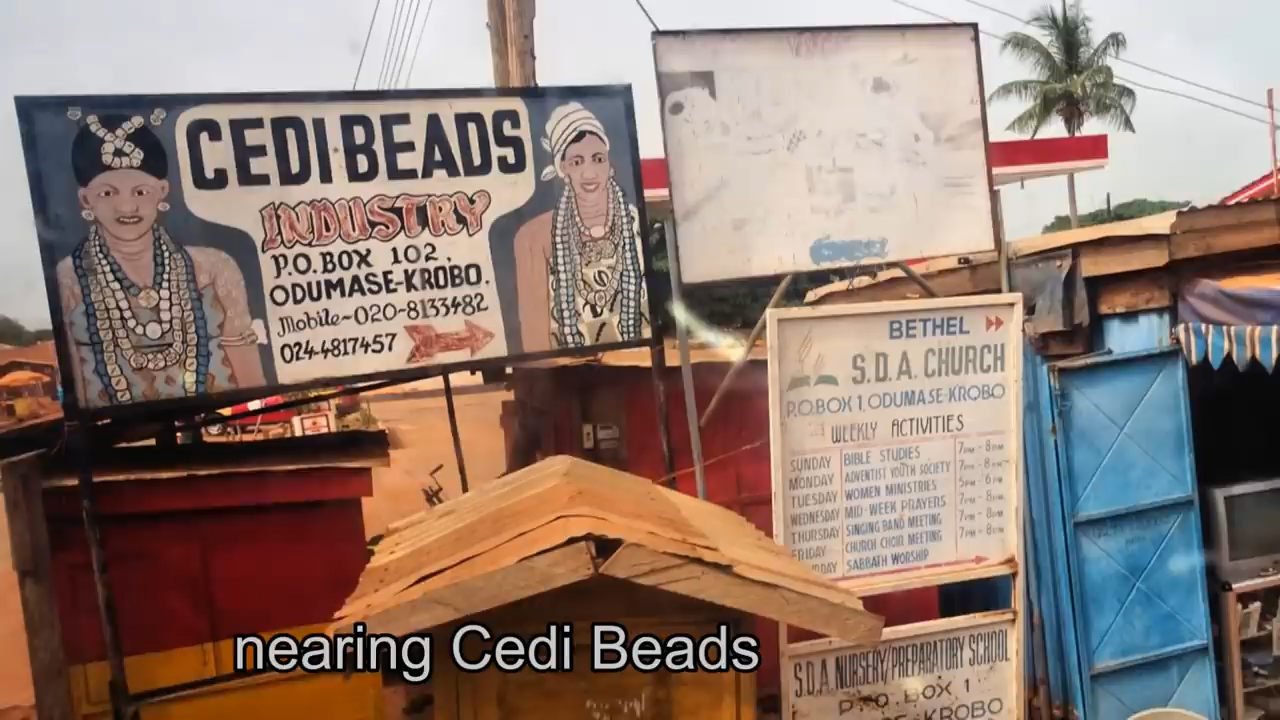 CEDI·BEADS
INDUSTRY
P.O.BOX 102,
ODUMASE-KROBO.
Mobile~020-8133482
024-4817457
BETHEL
S.D.A. CHURCH
P.O.BOX 1, ODUMASE-KROBO
WEEKLY ACTIVITIES
SUNDAY BIBLE STUDIES 7PM - 8PM
MONDAY ADVENTIST YOUTH SOCIETY 7PM - 8PM
TUESDAY WOMEN MINISTRIES 5PM - 6PM
WEDNESDAY MID-WEEK PRAYERS 7PM - 8PM
THURSDAY SINGING BAND MEETING 7PM - 8PM
FRIDAY CHURCH CHOIR MEETING 7PM - 8PM
SABBATH WORSHIP
S.D.A NURSERY/PREPARATORY SCHOOL
P.O.BOX 1
KROBO
nearing Cedi Beads